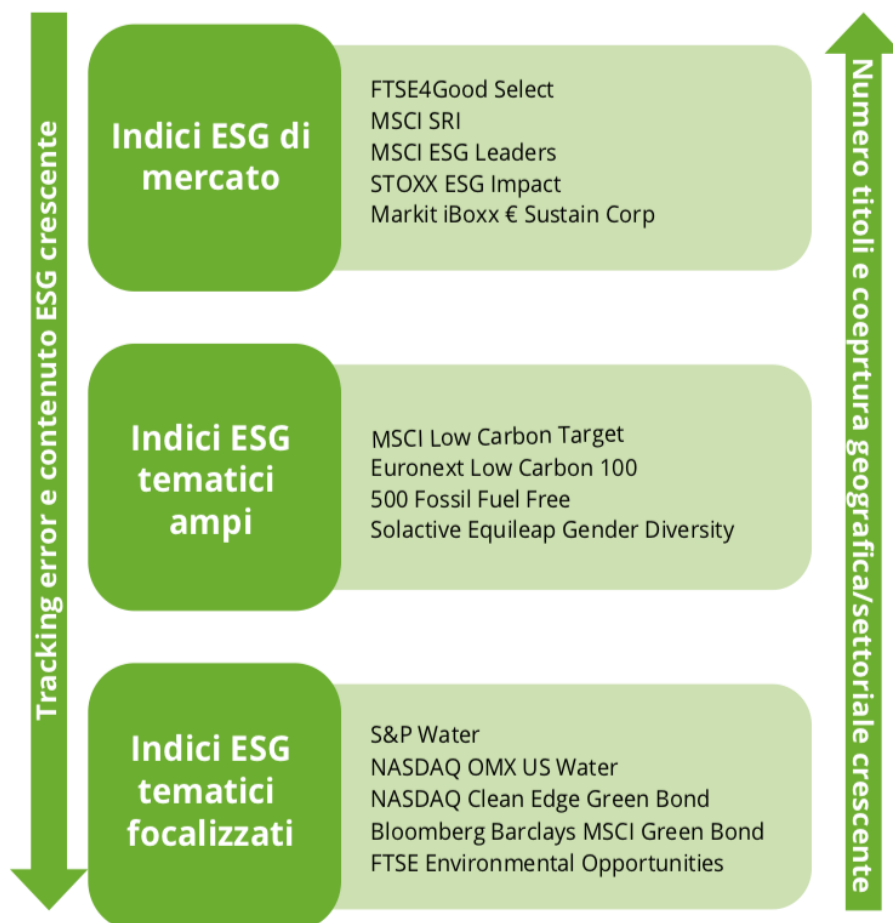 Tracking error e contenuto ESG crescente
Indici ESG di
mercato
FTSE4Good Select
MSCI SRI
MSCI ESG Leaders
STOXX ESG Impact
Markit iBoxx € Sustain Corp
Indici ESG
tematici
ampi
MSCI Low Carbon Target
Euronext Low Carbon 100
500 Fossil Fuel Free
Solactive Equileap Gender Diversity
Indici ESG
tematici
focalizzati
S&P Water
NASDAQ OMX US Water
NASDAQ Clean Edge Green Bond
Bloomberg Barclays MSCI Green Bond
FTSE Environmental Opportunities
Numero titoli e coeprtura geografica/settoriale crescente